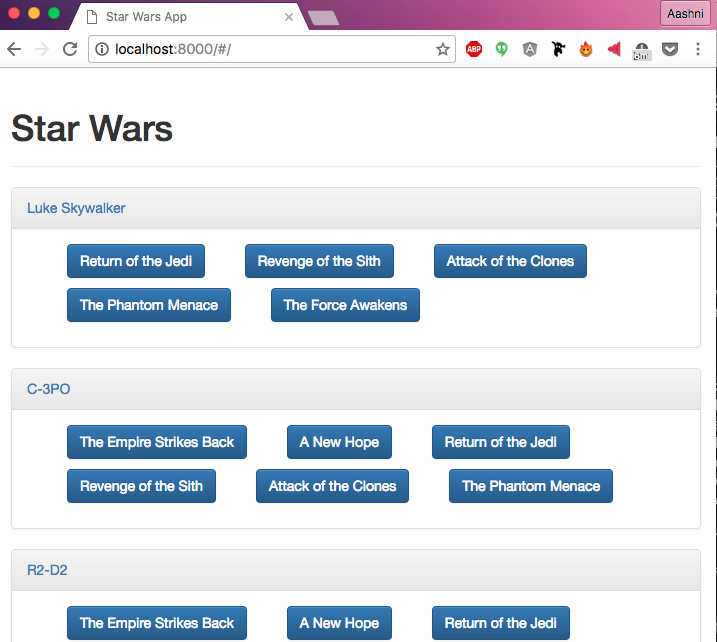 Star Wars App
Aashni
localhost:8000/#/
ABP
6m
Star Wars
Luke Skywalker
Return of the Jedi Revenge of the Sith Attack of the Clones
The Phantom Menace The Force Awakens
C-3PO
The Empire Strikes Back A New Hope Return of the Jedi
Revenge of the Sith Attack of the Clones The Phantom Menace
R2-D2
The Empire Strikes Back A New Hope Return of the Jedi